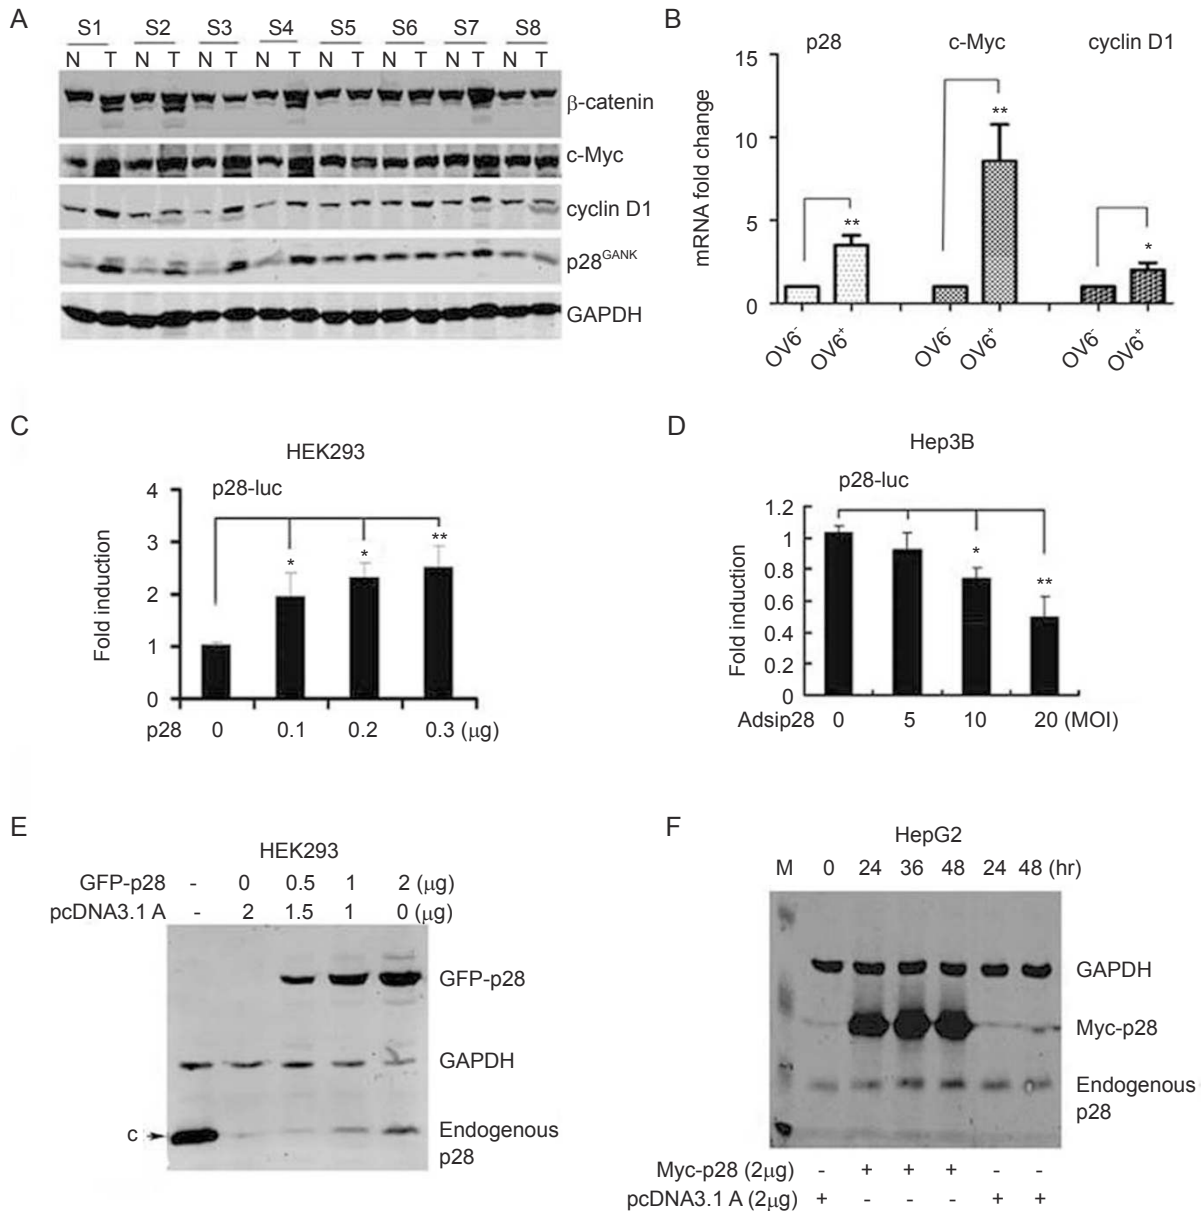 A
S1 S2 S3 S4 S5 S6 S7 S8
N T N T N T N T N T N T N T N T
β-catenin
c-Myc
cyclin D1
p28GANK
GAPDH
B
p28 c-Myc cyclin D1
mRNA fold change
15
10
5
0
** ** *
OV6- OV6+ OV6- OV6+ OV6- OV6+
C
HEK293
p28-luc
Fold induction
4
3
2
1
0
* * **
p28 0 0.1 0.2 0.3 (μg)
D
Hep3B
p28-luc
Fold induction
1.2
1
0.8
0.6
0.4
0.2
0
* **
Adsip28 0 5 10 20 (MOI)
E
HEK293
GFP-p28 - 0 0.5 1 2 (μg)
pcDNA3.1 A - 2 1.5 1 0 (μg)
GFP-p28
GAPDH
c
Endogenous
p28
F
HepG2
M 0 24 36 48 24 48 (hr)
GAPDH
Myc-p28
Endogenous
p28
Myc-p28 (2μg) - + + + - -
pcDNA3.1 A (2μg) + - - - + +